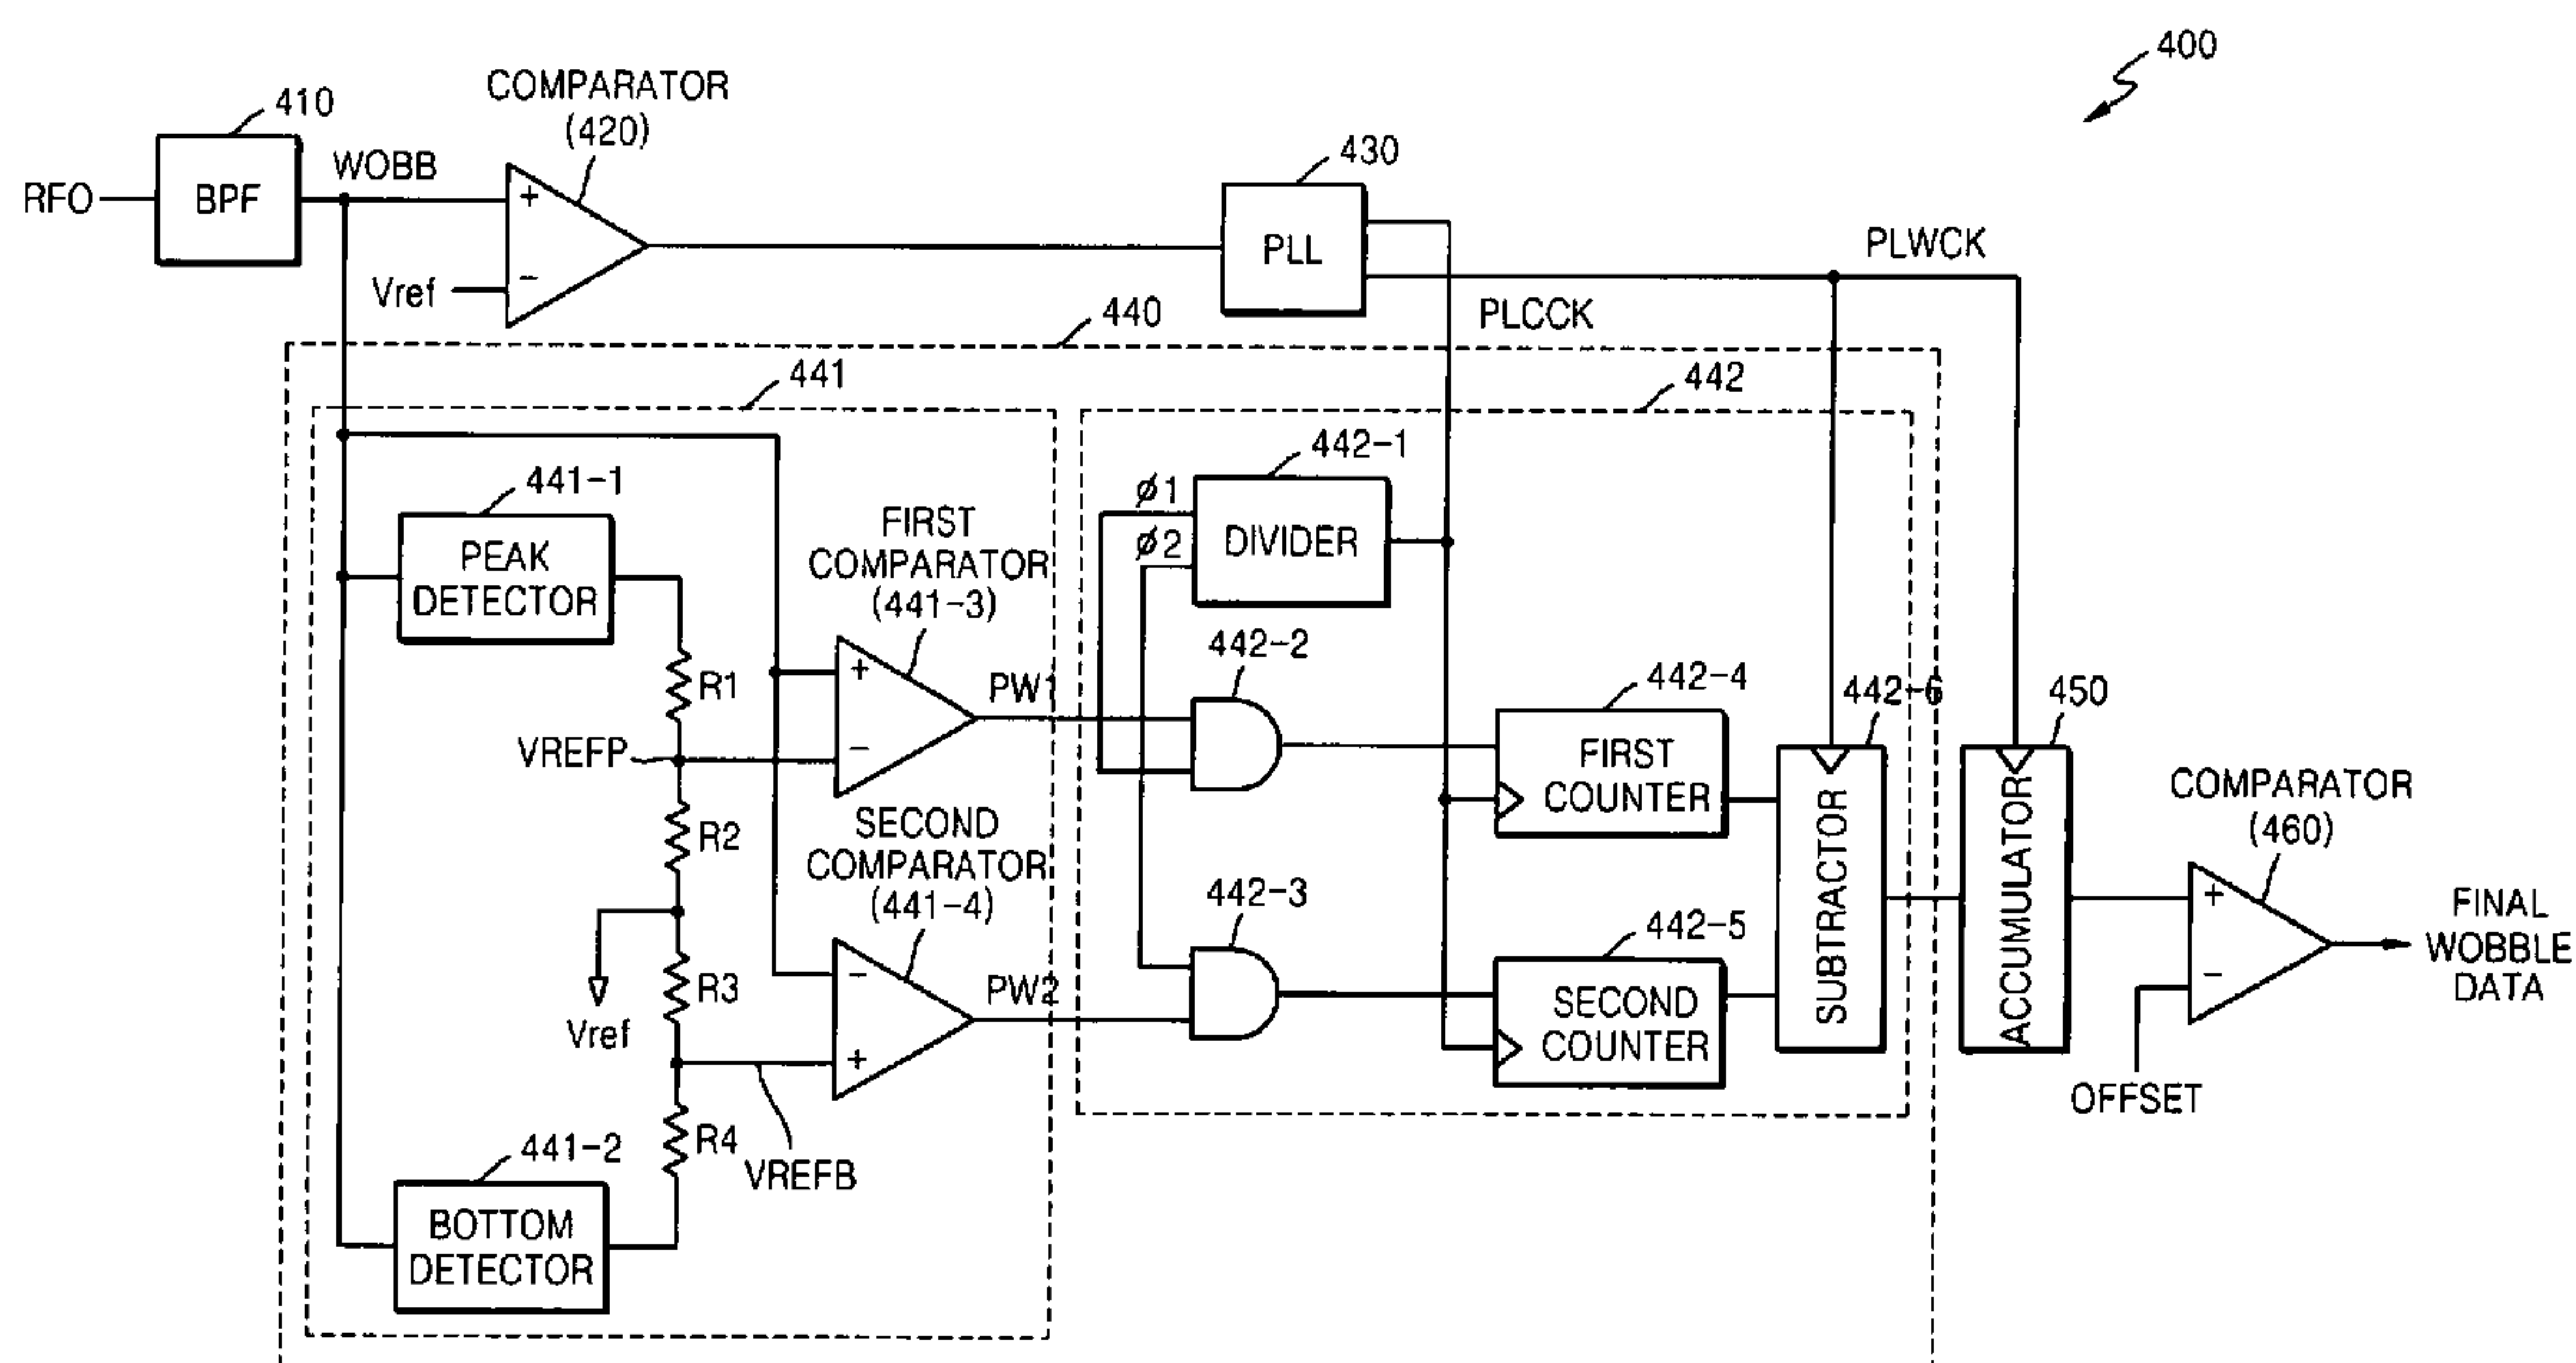 400
410
COMPARATOR
(420)
430
RFO
BPF
WOBB
+
−
Vref
PLL
PLWCK
PLCCK
440
441
442
441-1
PEAK
DETECTOR
R1
VREFP
R2
Vref
R3
R4
VREFB
441-2
BOTTOM
DETECTOR
FIRST
COMPARATOR
(441-3)
+
−
PW1
SECOND
COMPARATOR
(441-4)
−
+
PW2
442-1
ø1
ø2
DIVIDER
442-2
442-3
442-4
FIRST
COUNTER
442-5
SECOND
COUNTER
442-6
SUBTRACTOR
450
ACCUMULATOR
COMPARATOR
(460)
+
−
OFFSET
FINAL
WOBBLE
DATA